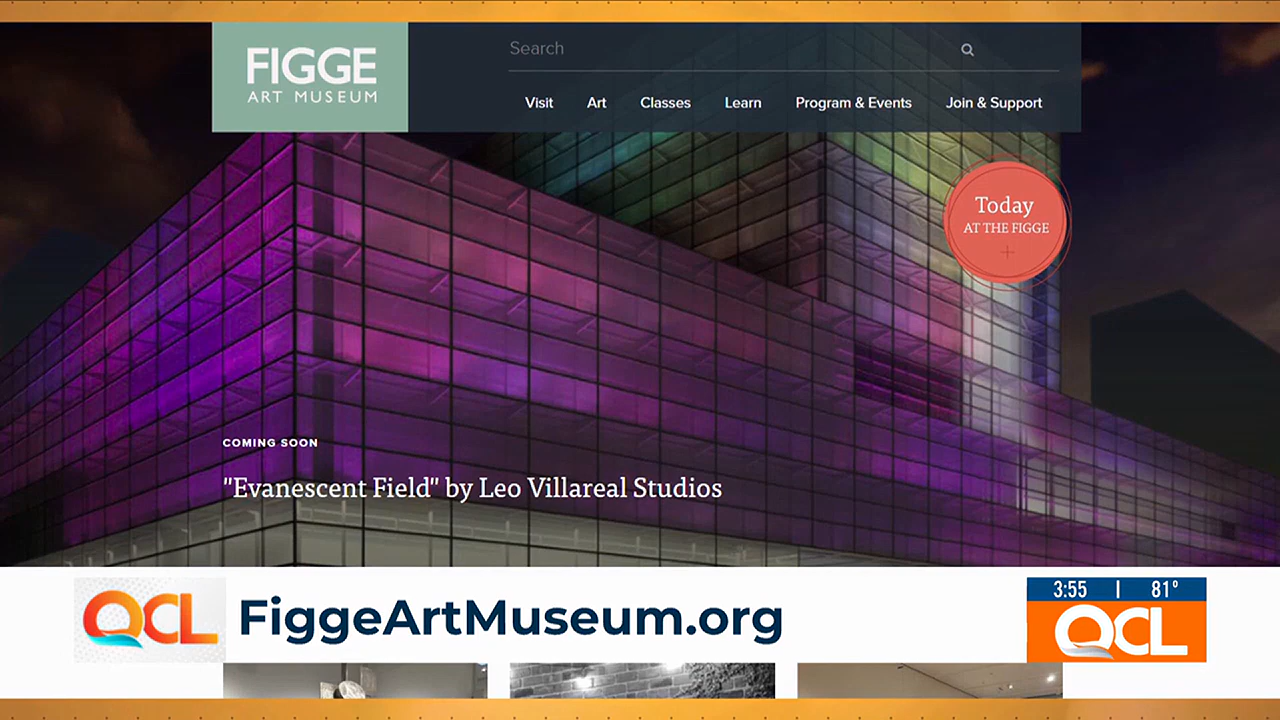 FIGGE
ART MUSEUM
Search
Visit Art Classes Learn Program & Events Join & Support
Today
AT THE FIGGE
+
COMING SOON
"Evanescent Field" by Leo Villareal Studios
QCL FiggeArtMuseum.org
3:55 | 81°
QCL